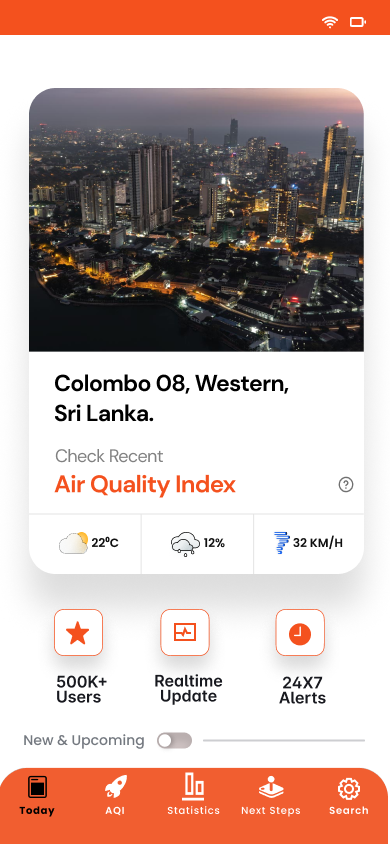 Colombo 08, Western,
Sri Lanka.
Check Recent
Air Quality Index
22⁰C
12%
32 KM/H
500K+
Users
Realtime
Update
24X7
Alerts
New & Upcoming
Today
AQI
Statistics
Next Steps
Search